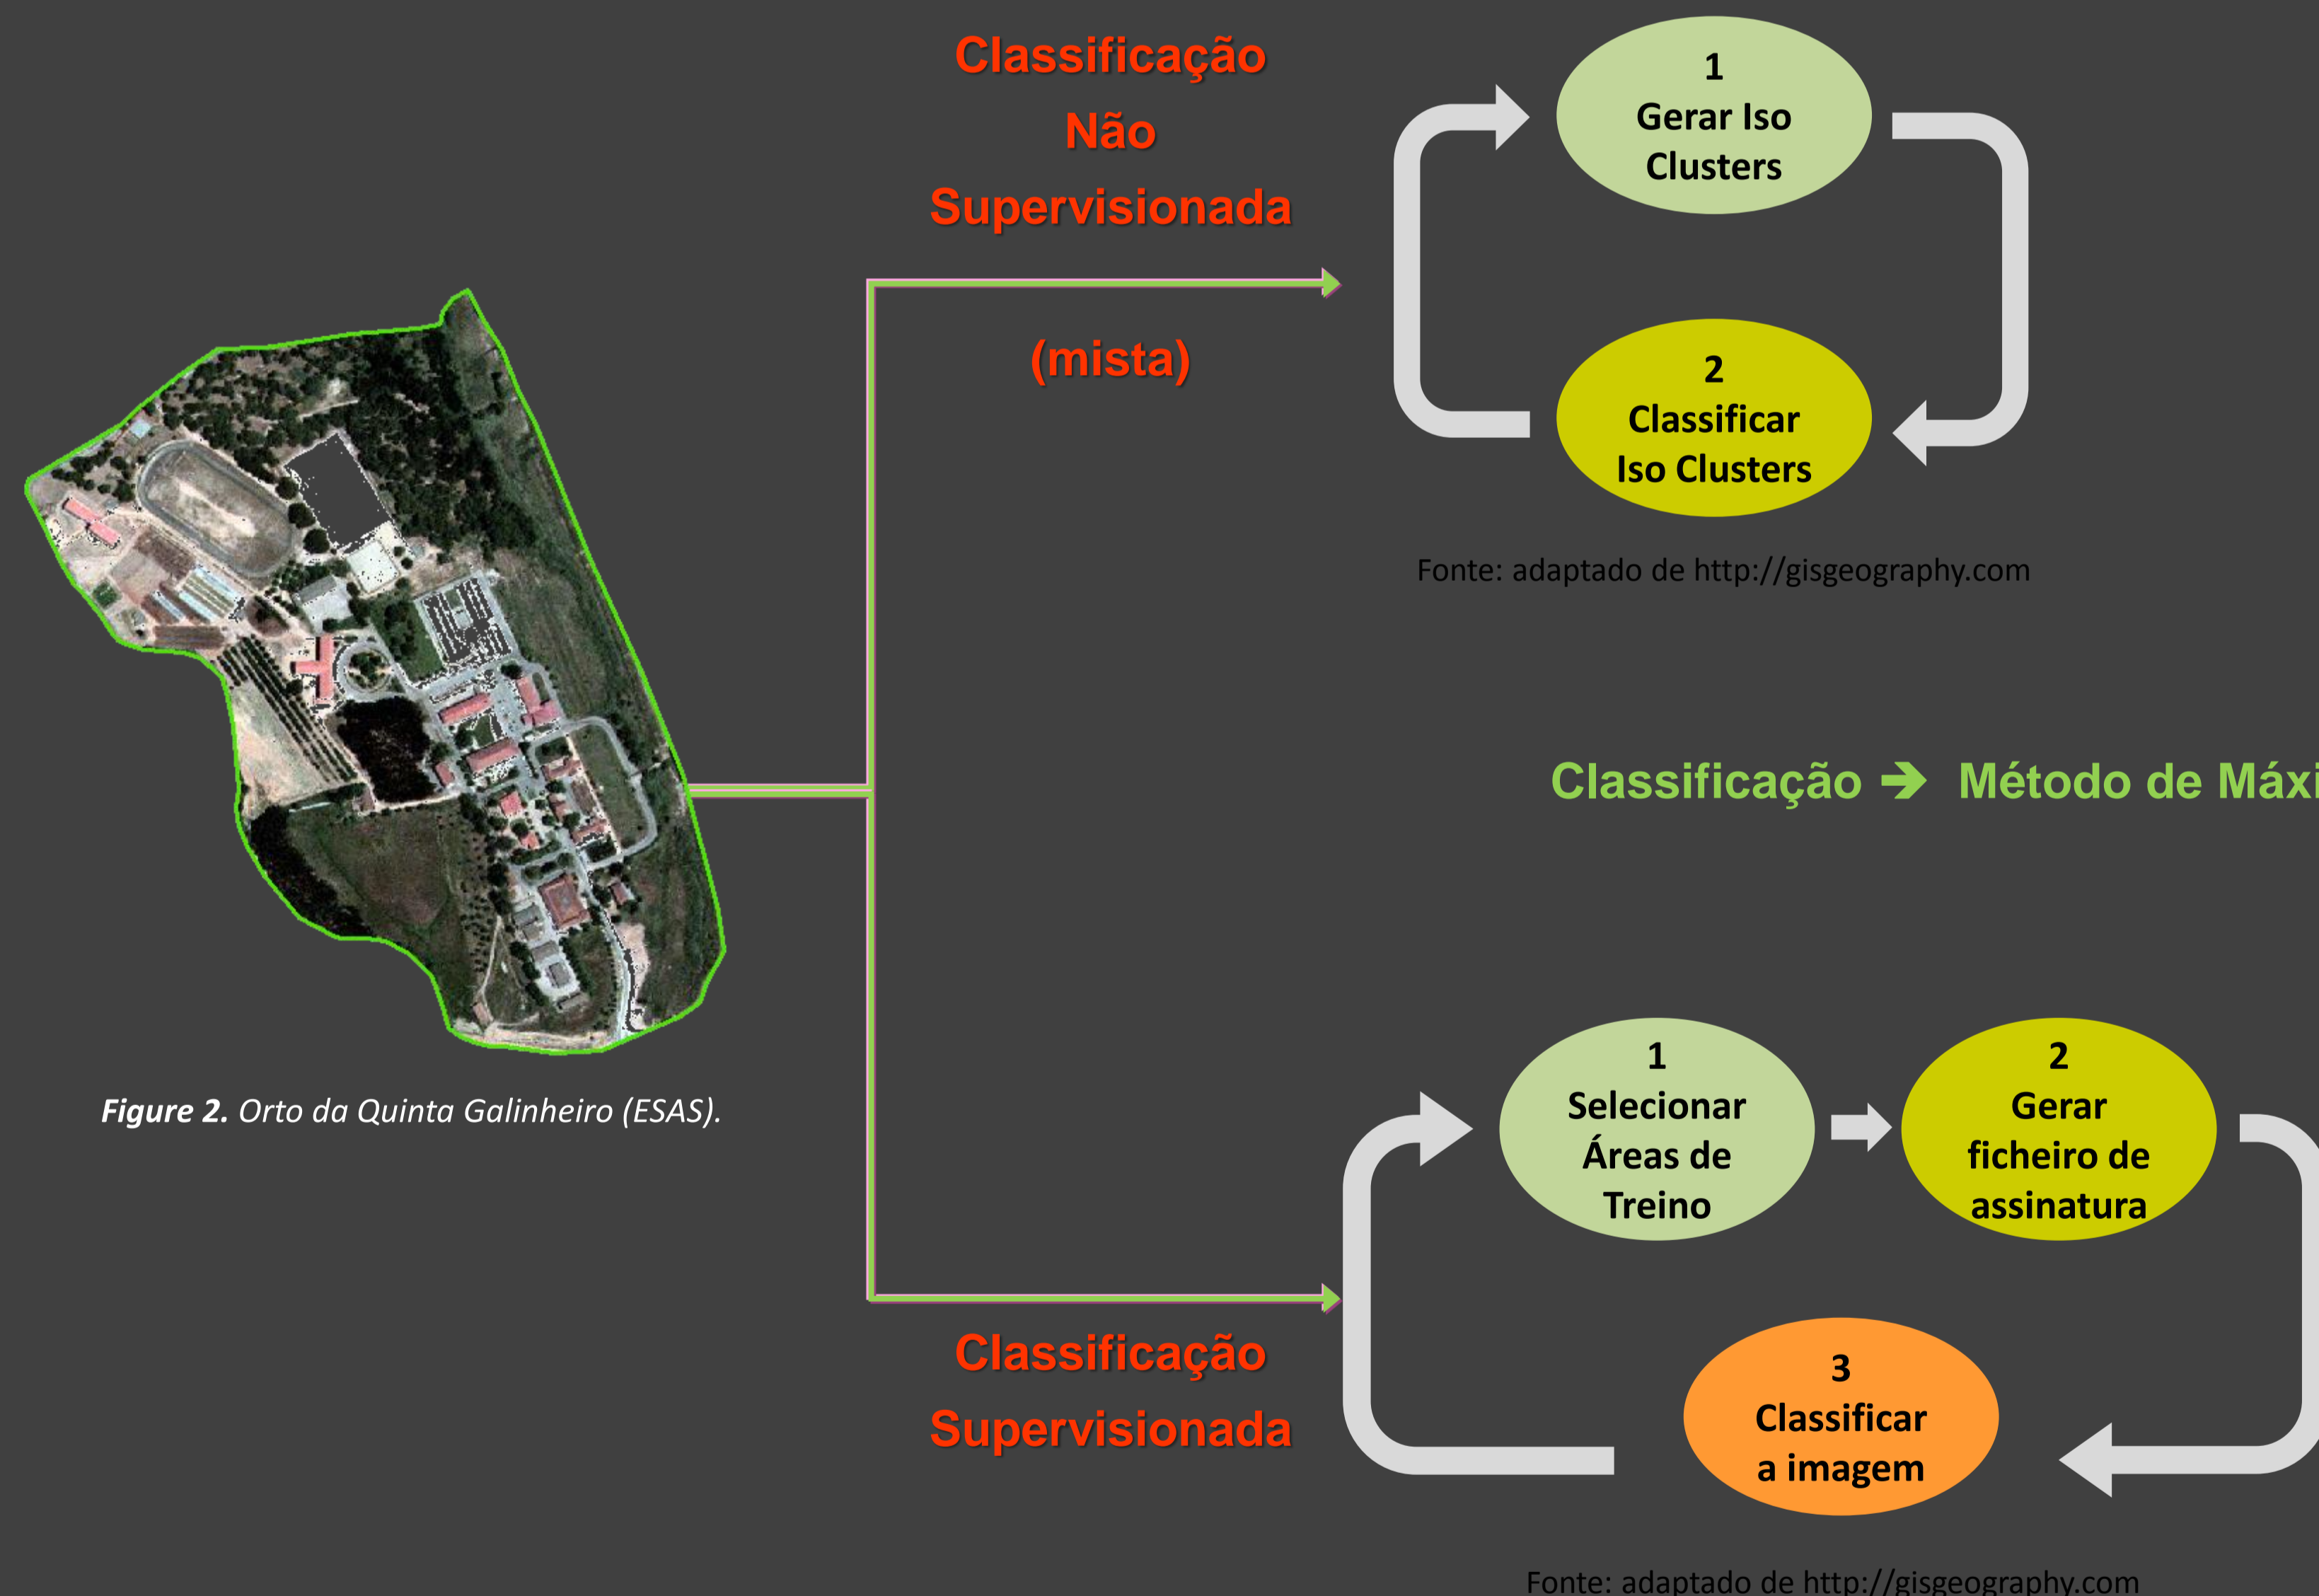 Classificação
Não
Supervisionada
(mista)
1
Gerar Iso
Clusters
2
Classificar
Iso Clusters
Fonte: adaptado de http://gisgeography.com
Classificação ➔ Método de
Figure 2. Orto da Quinta Galinheiro (ESAS).
1
Selecionar
Áreas de
Treino
2
Gerar
ficheiro de
assinatura
3
Classificar
a imagem
Classificação
Supervisionada
Fonte: adaptado de http://gisgeography.com